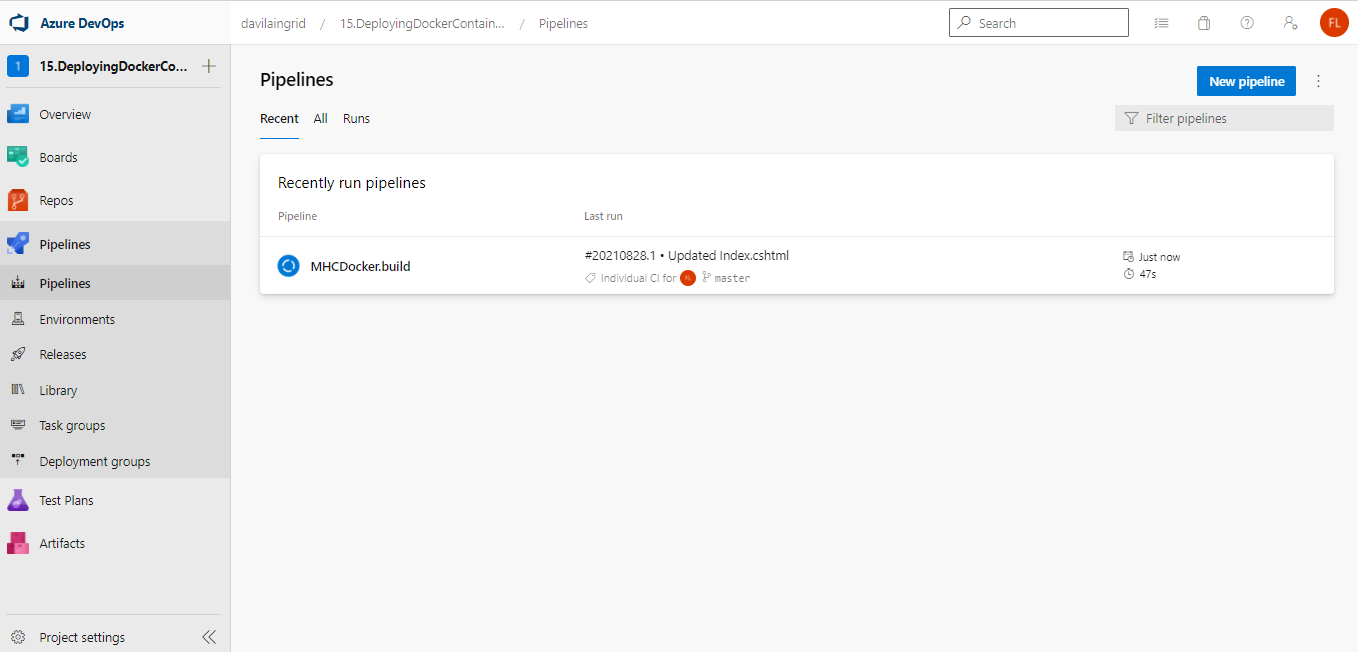 Azure DevOps
davilaingrid / 15.DeployingDockerContain... / Pipelines
Search
FL
1 15.DeployingDockerCo...
Overview
Boards
Repos
Pipelines
Pipelines
Environments
Releases
Library
Task groups
Deployment groups
Test Plans
Artifacts
Project settings
Pipelines
New pipeline
Recent All Runs
Filter pipelines
Recently run pipelines
Pipeline Last run
MHCDocker.build
#20210828.1 • Updated Index.cshtml
Individual CI for FL master
Just now
47s